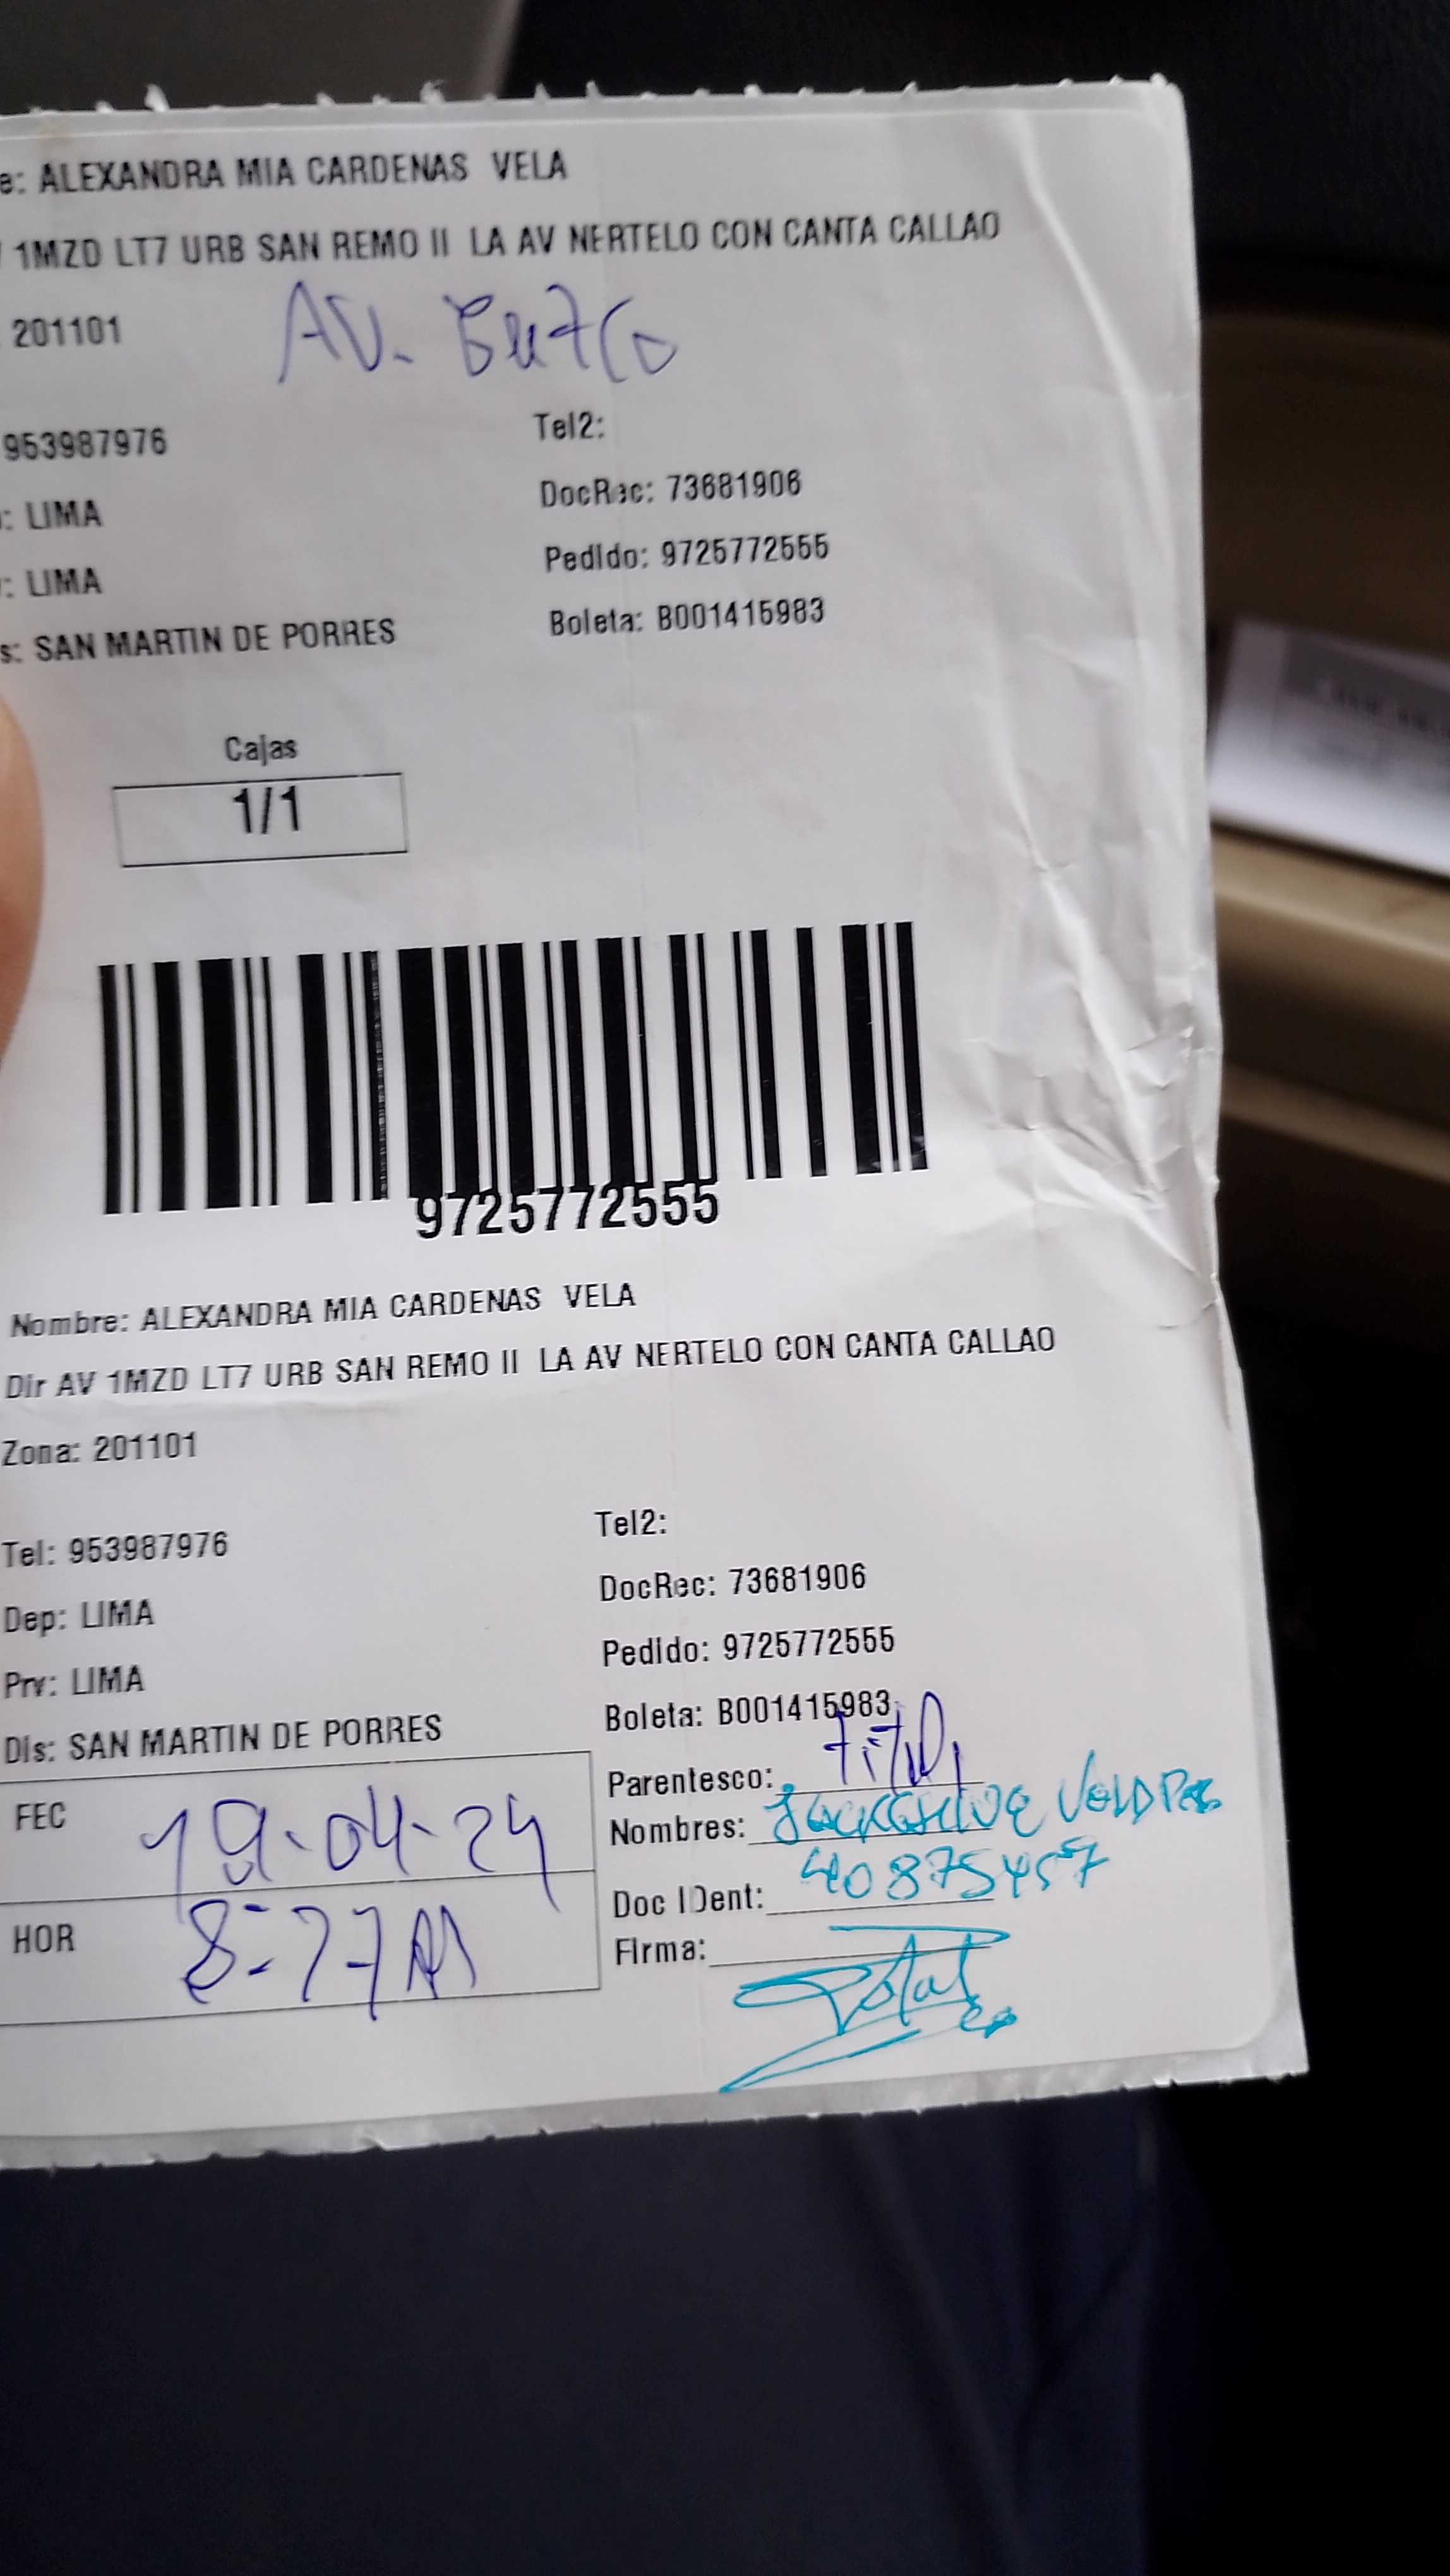 e: ALEXANDRA MIA CARDENAS VELA
1MZD LT7 URB SAN REMO II LA AV NERTELO CON CANTA CALLAO
201101
AV.
953987976
Tel2:
: LIMA
DocRec: 73681906
: LIMA
Pedido: 9725772555
s: SAN MARTIN DE PORRES
Boleta: B001415983
Cajas
1/1
9725772555
Nombre: ALEXANDRA MIA CARDENAS VELA
Dir AV 1MZD LT7 URB SAN REMO II LA AV NERTELO CON CANTA CALLAO
Zona: 201101
Tel: 953987976
Tel2:
Dep: LIMA
DocRec: 73681906
Prv: LIMA
Pedido: 9725772555
Dis: SAN MARTIN DE PORRES
Boleta: B001415983
Parentesco:
FEC 19-04-24
Nombres:
Doc IDent: 40875457
HOR
Firma: